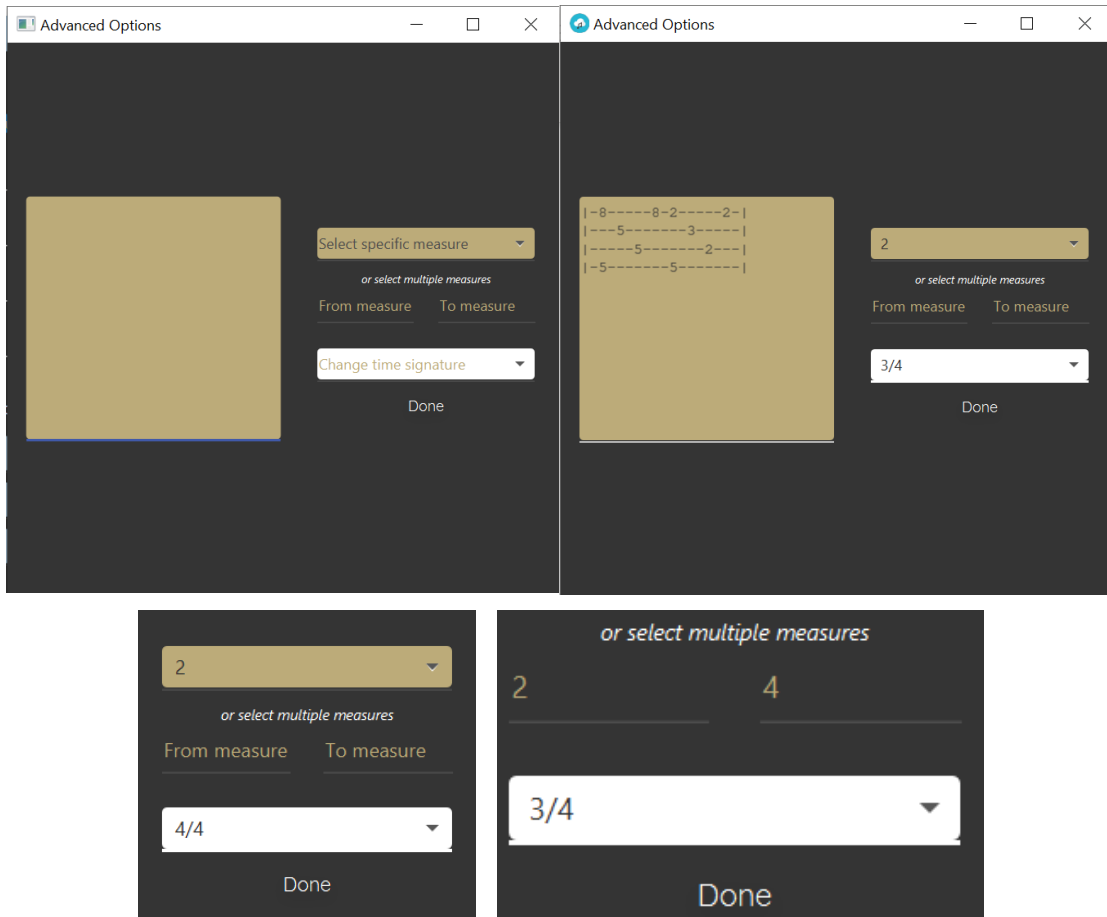 Advanced Options
Select specific measure
or select multiple measures
From measure To measure
Change time signature
Done
Advanced Options
|-8-----8-2-----2-|
|---5-------3-----|
|-----5-------2---|
|-5-------5-------|
2
or select multiple measures
From measure To measure
3/4
Done
2
or select multiple measures
From measure To measure
4/4
Done
or select multiple measures
2 4
3/4
Done